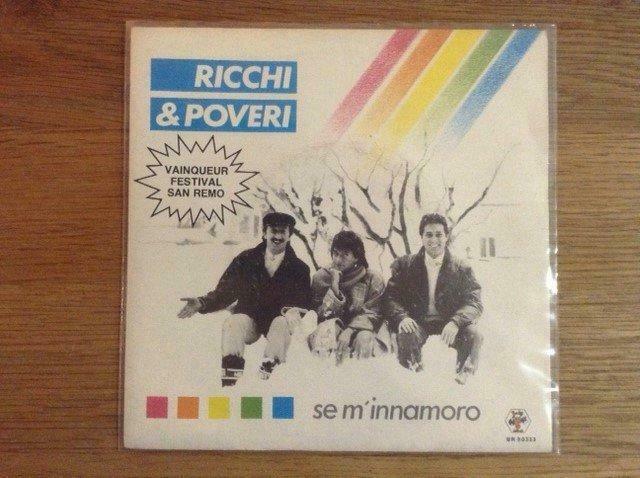 RICCHI
& POVERI
VAINQUEUR
FESTIVAL
SAN REMO
se m'innamoro